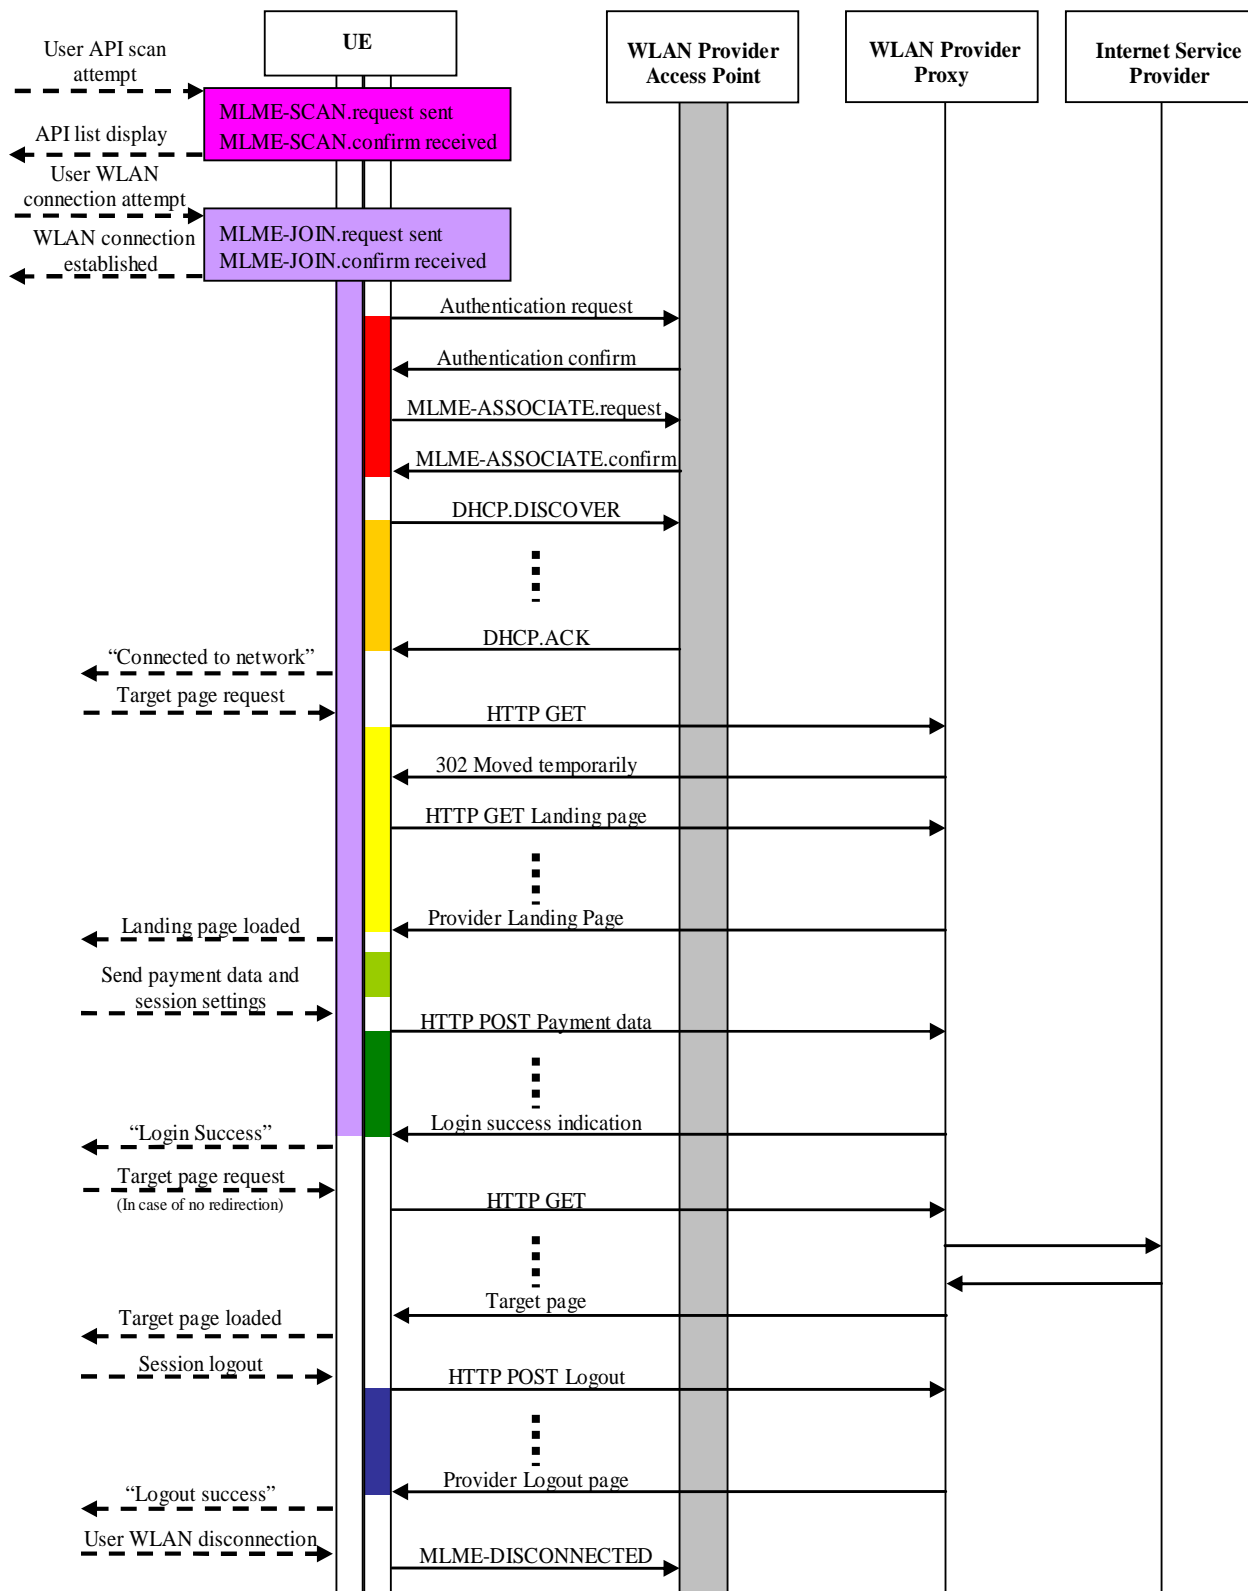 UE
WLAN Provider
Access Point
WLAN Provider
Proxy
Internet Service
Provider
User API scan
attempt
MLME-SCAN.request sent
API list display
MLME-SCAN.confirm received
User WLAN
connection attempt
MLME-JOIN.request sent
WLAN connection
established
MLME-JOIN.confirm received
Authentication request
Authentication confirm
MLME-ASSOCIATE.request
MLME-ASSOCIATE.confirm
DHCP.DISCOVER
DHCP.ACK
“Connected to network”
Target page request
HTTP GET
302 Moved temporarily
HTTP GET Landing page
Provider Landing Page
Landing page loaded
Send payment data and
session settings
HTTP POST Payment data
Login success indication
“Login Success”
Target page request
(In case of no redirection)
HTTP GET
Target page
Target page loaded
Session logout
HTTP POST Logout
Provider Logout page
“Logout success”
User WLAN disconnection
MLME-DISCONNECTED